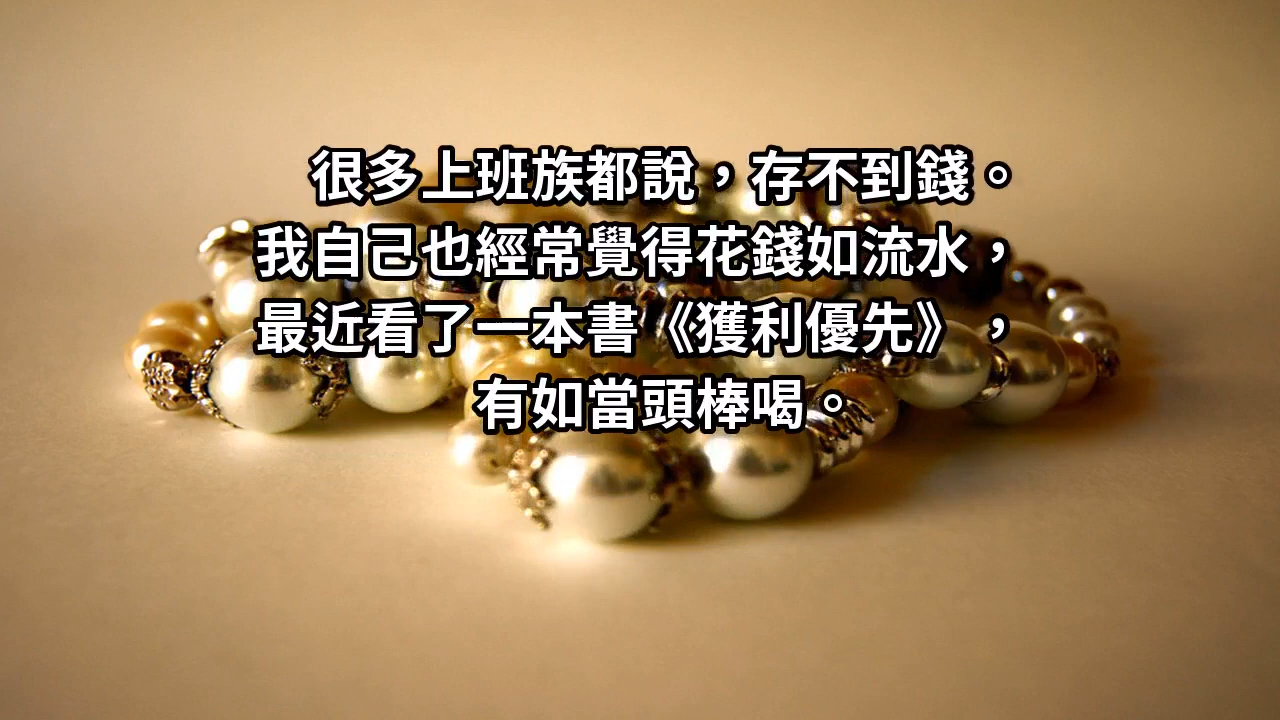 很多上班族都說，存不到錢。
我自己也經常覺得花錢如流水，
最近看了一本書《獲利優先》，
有如當頭棒喝。